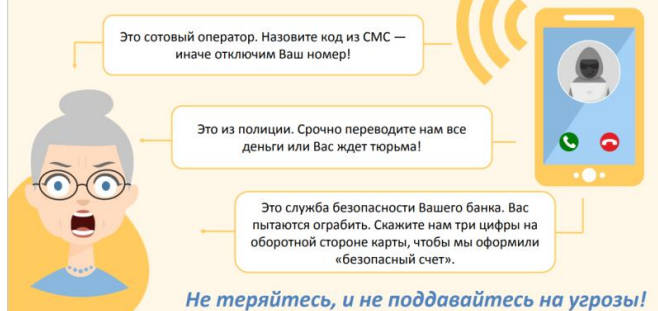 Это сотовый оператор. Назовите код из СМС —
иначе отключим Ваш номер!
Это из полиции. Срочно переводите нам все
деньги или Вас ждет тюрьма!
Это служба безопасности Вашего банка. Вас
пытаются ограбить. Скажите нам три цифры на
оборотной стороне карты, чтобы мы оформили
«безопасный счет».
Не теряйтесь, и не поддавайтесь на угрозы!